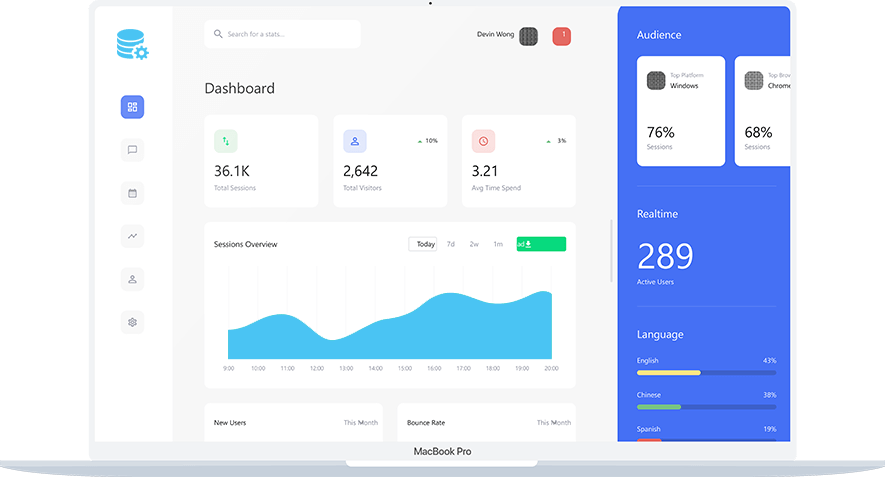 Search for a stats...
Devin Wong
1
Dashboard
36.1K
Total Sessions
10%
2,642
Total Visitors
3%
3.21
Avg Time Spend
Sessions Overview
Today 7d 2w 1m ad
9:00 10:00 11:00 12:00 13:00 14:00 15:00 16:00 17:00 18:00 19:00 20:00
New Users This Month
Bounce Rate This Month
Audience
Top Platform
Windows
76%
Sessions
Top Brow
Chrome
68%
Sessions
Realtime
289
Active Users
Language
English 43%
Chinese 38%
Spanish 19%
MacBook Pro